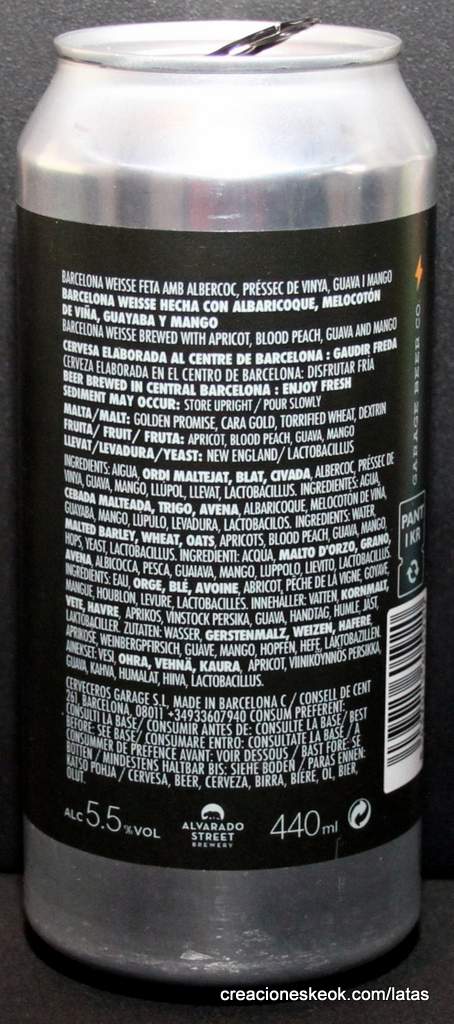 BARCELONA WEISSE FETA AMB ALBERCOC, PRÉSSEC DE VINYA, GUAVA I MANGO
BARCELONA WEISSE HECHA CON ALBARICOQUE, MELOCOTÓN
DE VIÑA, GUAYABA Y MANGO
BARCELONA WEISSE BREWED WITH APRICOT, BLOOD PEACH, GUAVA AND MANGO
CERVESA ELABORADA AL CENTRE DE BARCELONA : GAUDIR FREDA
CERVEZA ELABORADA EN EL CENTRO DE BARCELONA: DISFRUTAR FRÍA
BEER BREWED IN CENTRAL BARCELONA : ENJOY FRESH
SEDIMENT MAY OCCUR: STORE UPRIGHT / POUR SLOWLY
MALTA/MALT: GOLDEN PROMISE, CARA GOLD, TORRIFIED WHEAT, DEXTRIN
FRUITA/ FRUIT/ FRUTA: APRICOT, BLOOD PEACH, GUAVA, MANGO
LLEVAT/LEVADURA/YEAST: NEW ENGLAND/ LACTOBACILLUS
INGREDIENTS: AIGUA, ORDI MALTEJAT, BLAT, CIVADA, ALBERCOC, PRÉSSEC DE
VINYA, GUAVA, MANGO, LLÚPOL, LLEVAT, LACTOBACIL·LUS. INGREDIENTES: AGUA,
CEBADA MALTEADA, TRIGO, AVENA, ALBARICOQUE, MELOCOTON DE VIÑA,
GUAYABA, MANGO, LÚPULO, LEVADURA, LACTOBACILOS. INGREDIENTS: WATER,
MALTED BARLEY, WHEAT, OATS, APRICOTS, BLOOD PEACH, GUAVA, MANGO,
HOPS, YEAST, LACTOBACILLUS. INGREDIENTI: ACQUA, MALTO D'ORZO, GRANO,
AVENA, ALBICOCCA, PESCA, GUAIAVA, MANGO, LUPPOLO, LIEVITO, LACTOBACILLUS.
INGREDIENTS: EAU, ORGE, BLÉ, AVOINE, ABRICOT, PÊCHE DE LA VIGNE, GOYAVE,
MANGUE, HOUBLON, LEVURE, LACTOBACILLES. INNEHÅLLER: VATTEN, KORNMALT,
VETE, HAVRE, APRIKOS, VINSTOCK PERSIKA, GUAVA, HANDTAG, HUMLE, JÄST,
LAKTOBACILLER. ZUTATEN: WASSER, GERSTENMALZ, WEIZEN, HAFER,
APRIKOSE, WEINBERGPFIRSICH, GUAVE, MANGO, HOPFEN, HEFE, LAKTOBAZILLEN.
AINEKSET: VESI, OHRA, VEHNÄ, KAURA, APRICOT, VIINIKÖYNNÖS PERSIKKA,
GUAVA, KAHVA, HUMALAT, HIIVA, LACTOBACILLUS.
CERVECEROS GARAGE S.L, MADE IN BARCELONA C / CONSELL DE CENT
261, BARCELONA, 08011 +34933607940 CONSUM PREFERENT:
CONSULTI LA BASE / CONSUMIR ANTES DE: CONSULTE LA BASE/ BEST
BEFORE: SEE BASE / CONSUMARE ENTRO: CONSULTATE LA BASE / A
CONSOMMER DE PREFENCE AVANT: VOIR DESSOUS / BAST FÖRE: SE
BOTTEN / MINDESTENS HALTBAR BIS: SIEHE BODEN / PARAS ENNEN:
KATSO POHJA / CERVESA, BEER, CERVEZA, BIRRA, BIÈRE, ÖL, BIER,
OLUT.
ALC 5.5 % VOL
ALVARADO
STREET
BREWERY
440 ml
GARAGE BEER CO
PANT
1 KR
creacioneskeok.com/latas